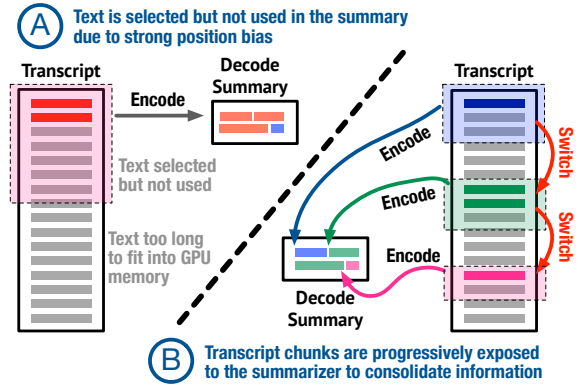 A Text is selected but not used in the summary
due to strong position bias
Transcript
Encode
Decode
Summary
Text selected
but not used
Text too long
to fit into GPU
memory
Transcript
Encode
Switch
Encode
Switch
Encode
Decode
Summary
B Transcript chunks are progressively exposed
to the summarizer to consolidate information